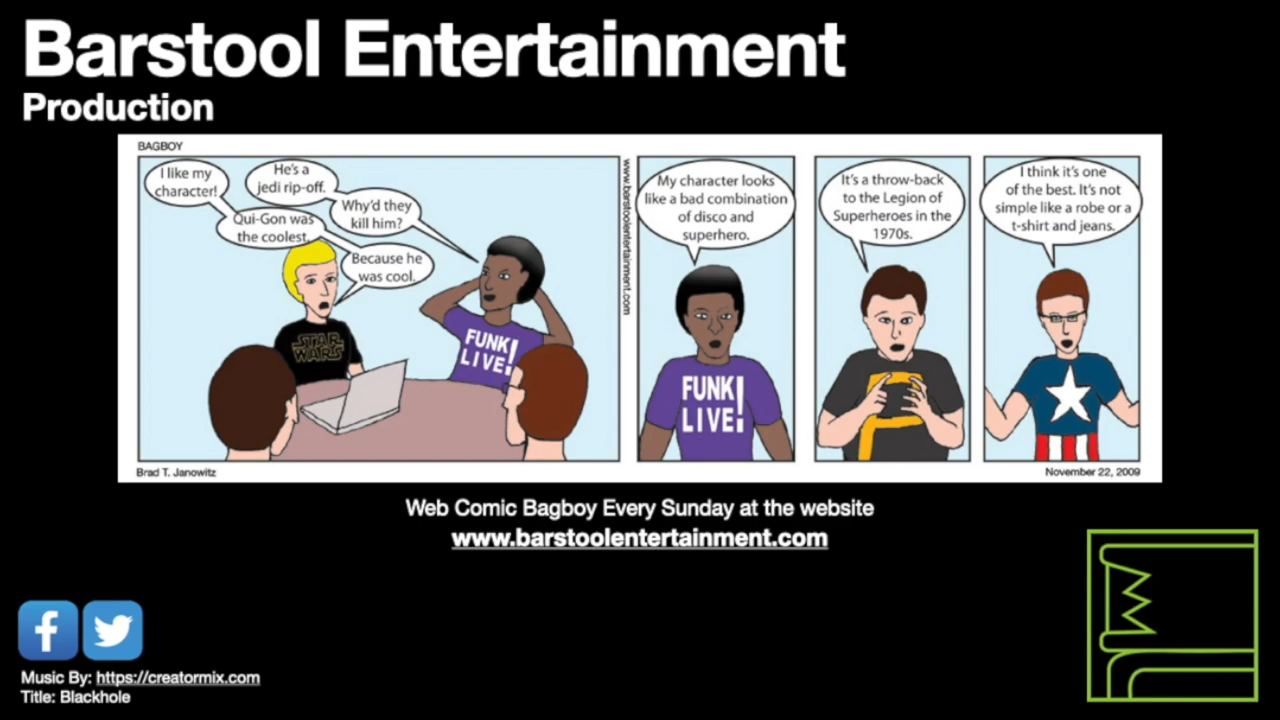 Barstool Entertainment
Production
BAGBOY
I like my
character!
He's a
jedi rip-off.
Qui-Gon was
the coolest.
Why'd they
kill him?
Because he
was cool.
STAR
WARS
FUNK!
LIVE!
www.barstoolentertainment.com
My character looks
like a bad combination
of disco and
superhero.
FUNK!
LIVE!
It's a throw-back
to the Legion of
Superheroes in the
1970s.
I think it's one
of the best. It's not
simple like a robe or a
t-shirt and jeans.
Brad T. Janowitz
November 22, 2009
Web Comic Bagboy Every Sunday at the website
www.barstoolentertainment.com
Music By: https://creatormix.com
Title: Blackhole